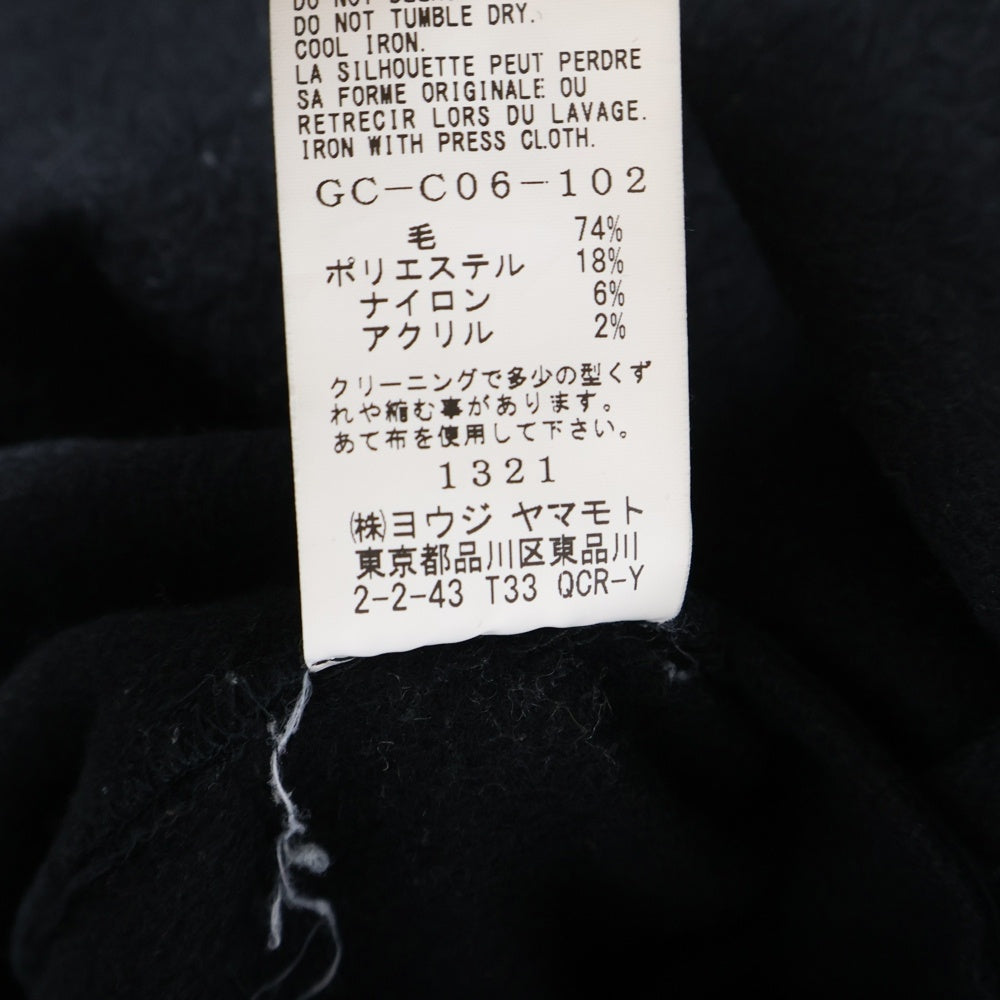 DO NOT
DO NOT TUMBLE DRY.
COOL IRON.
LA SILHOUETTE PEUT PERDRE
SA FORME ORIGINALE OU
RETRECIR LORS DU LAVAGE.
IRON WITH PRESS CLOTH.
GC-C06-102
毛 74%
ポリエステル 18%
ナイロン 6%
アクリル 2%
クリーニングで多少の型くず
れや縮む事があります。
あて布を使用して下さい。
1321
㈱ヨウジ ヤマモト
東京都品川区東品川
2-2-43 T33 QCR-Y